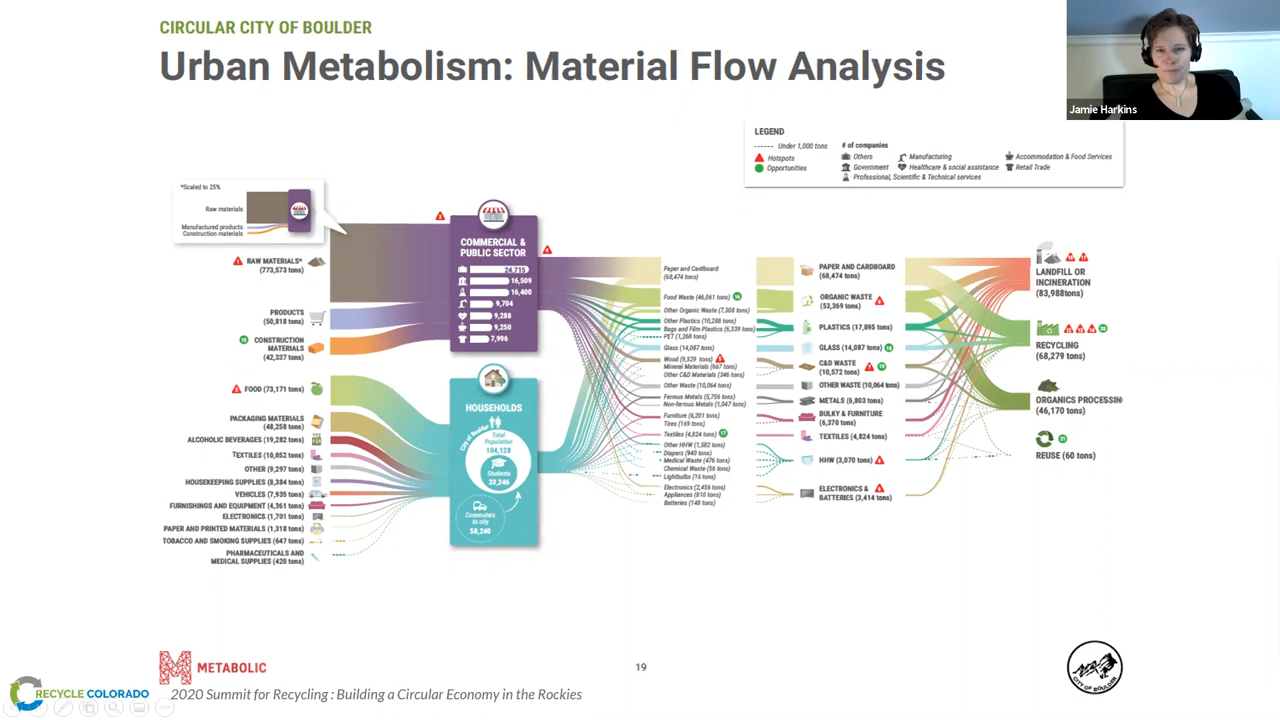 CIRCULAR CITY OF BOULDER
Urban Metabolism: Material Flow Analysis
Jamie Harkins
LEGEND
Under 1,000 tons
Hotspots
Opportunities
# of companies
Others
Government
Professional, Scientific & Technical services
Manufacturing
Healthcare & social assistance
Accommodation & Food Services
Retail Trade
*Scaled to 25%
Raw materials
Manufactured products
Construction materials
RAW MATERIALS*
(773,573 tons)
PRODUCTS
(50,818 tons)
CONSTRUCTION
MATERIALS
(42,337 tons)
FOOD (73,171 tons)
PACKAGING MATERIALS
(48,258 tons)
ALCOHOLIC BEVERAGES (19,282 tons)
TEXTILES (10,052 tons)
OTHER (9,297 tons)
HOUSEKEEPING SUPPLIES (8,384 tons)
VEHICLES (7,935 tons)
FURNISHINGS AND EQUIPMENT (4,361 tons)
ELECTRONICS (1,701 tons)
PAPER AND PRINTED MATERIALS (1,318 tons)
TOBACCO AND SMOKING SUPPLIES (647 tons)
PHARMACEUTICALS AND
MEDICAL SUPPLIES (420 tons)
COMMERCIAL &
PUBLIC SECTOR
24,715
16,509
16,400
9,704
9,288
9,250
7,996
HOUSEHOLDS
City of Boulder
Total
Population
104,128
Students
33,246
Commuters
to city
58,240
Paper and Cardboard
(68,474 tons)
Food Waste (46,061 tons)
Other Organic Waste (7,308 tons)
Other Plastics (10,288 tons)
Bags and Film Plastics (6,339 tons)
PET (1,268 tons)
Glass (14,087 tons)
Wood (9,529 tons)
Mineral Materials (667 tons)
Other C&D Materials (346 tons)
Other Waste (10,064 tons)
Ferrous Metals (5,756 tons)
Non-ferrous Metals (1,047 tons)
Furniture (6,201 tons)
Tires (169 tons)
Textiles (4,824 tons)
Other HHW (1,582 tons)
Diapers (940 tons)
Medical Waste (476 tons)
Chemical Waste (56 tons)
Lightbulbs (16 tons)
Electronics (2,456 tons)
Appliances (810 tons)
Batteries (148 tons)
PAPER AND CARDBOARD
(68,474 tons)
ORGANIC WASTE
(53,369 tons)
PLASTICS (17,895 tons)
GLASS (14,087 tons)
C&D WASTE
(10,572 tons)
OTHER WASTE (10,064 tons)
METALS (6,803 tons)
BULKY & FURNITURE
(6,370 tons)
TEXTILES (4,824 tons)
HHW (3,070 tons)
ELECTRONICS &
BATTERIES (3,414 tons)
LANDFILL OR
INCINERATION
(83,988tons)
RECYCLING
(68,279 tons)
ORGANICS PROCESSIN
(46,170 tons)
REUSE (60 tons)
METABOLIC
19
CITY OF BOULDER
RECYCLE COLORADO
2020 Summit for Recycling : Building a Circular Economy in the Rockies